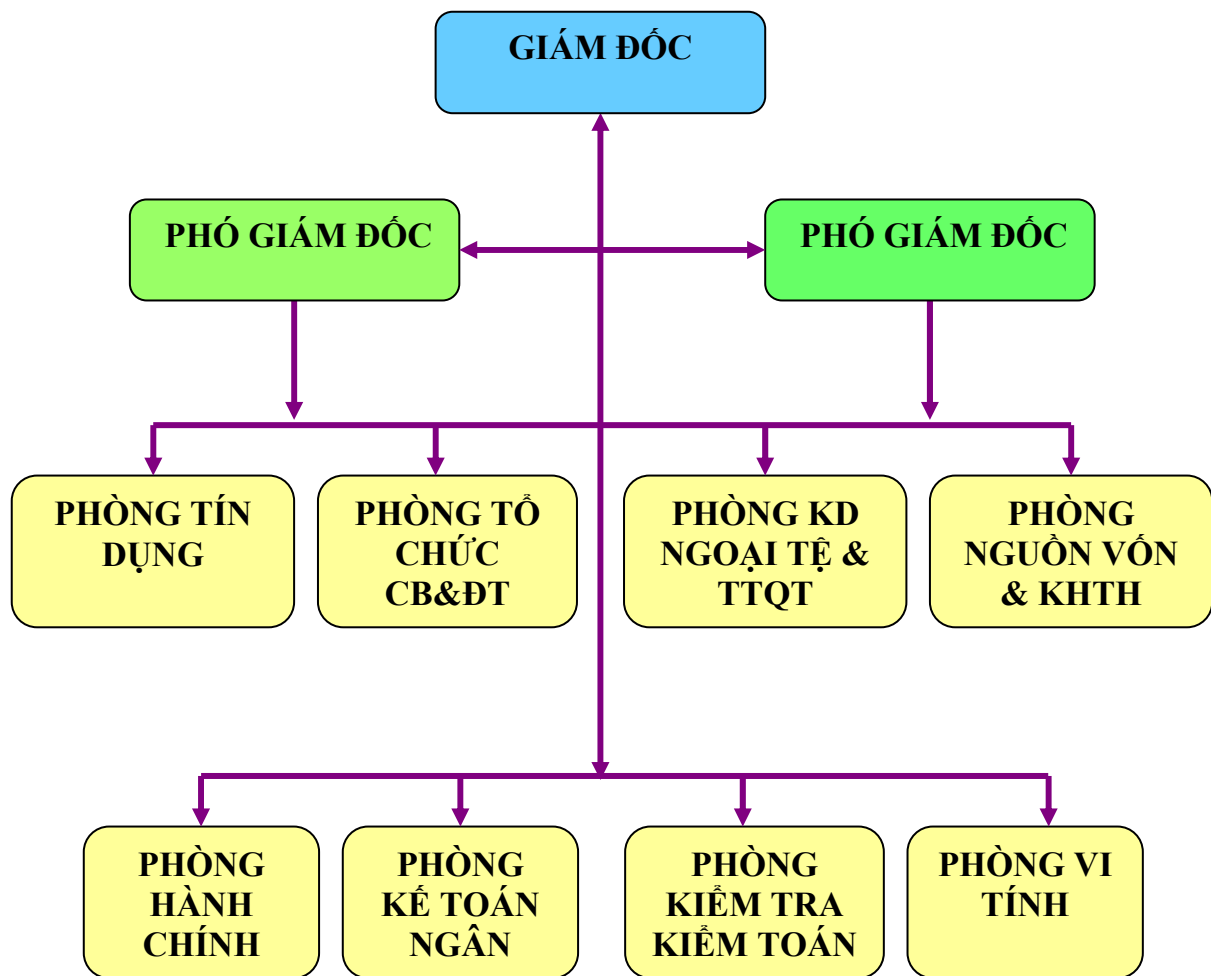 GIÁM ĐỐC
PHÓ GIÁM ĐỐC
PHÓ GIÁM ĐỐC
PHÒNG TÍN
DỤNG
PHÒNG TỔ
CHỨC
CB&ĐT
PHÒNG KD
NGOẠI TỆ &
TTQT
PHÒNG
NGUỒN VỐN
& KHTH
PHÒNG
HÀNH
CHÍNH
PHÒNG
KẾ TOÁN
NGÂN
PHÒNG
KIỂM TRA
KIỂM TOÁN
PHÒNG VI
TÍNH